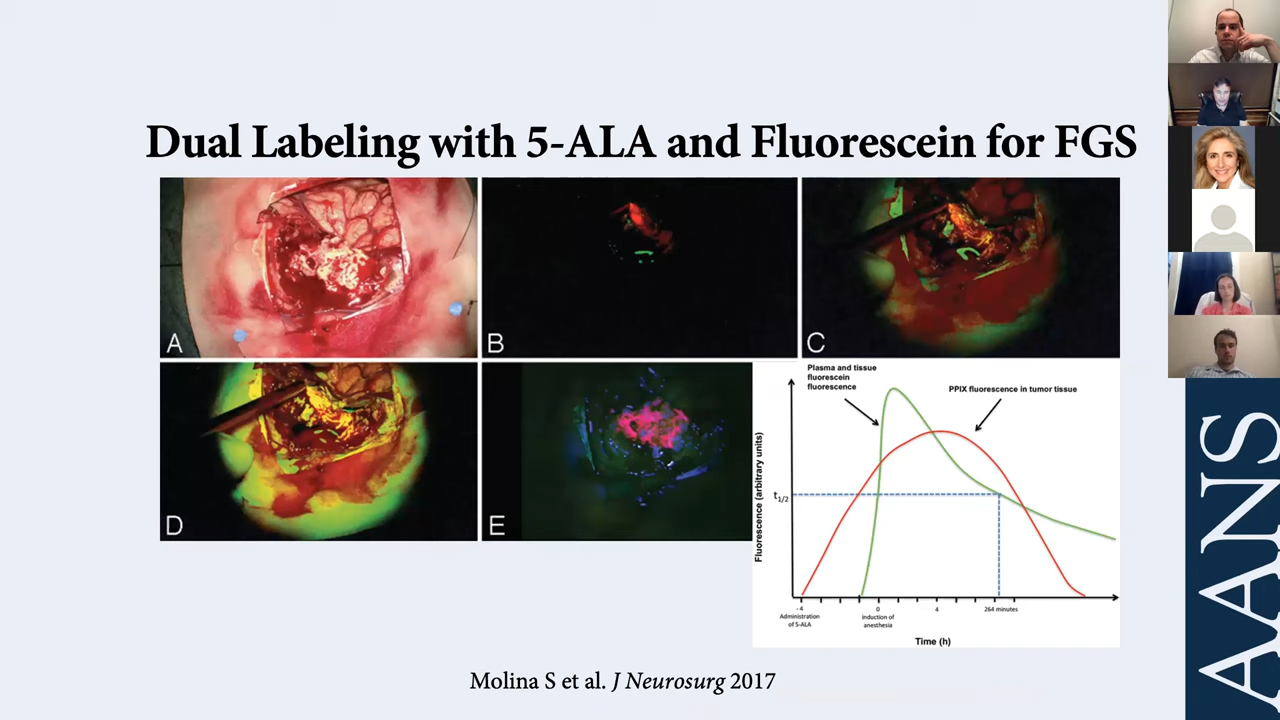 Dual Labeling with 5-ALA and Fluorescein for FGS
A
B
C
D
E
Plasma and tissue
fluorescein
fluorescence
PPIX fluorescence in tumor tissue
Fluorescence (arbitrary units)
t1/2
- 4
Administration
of 5-ALA
0
induction of
anesthesia
4
264 minutes
Time (h)
Molina S et al. J Neurosurg 2017
AANS